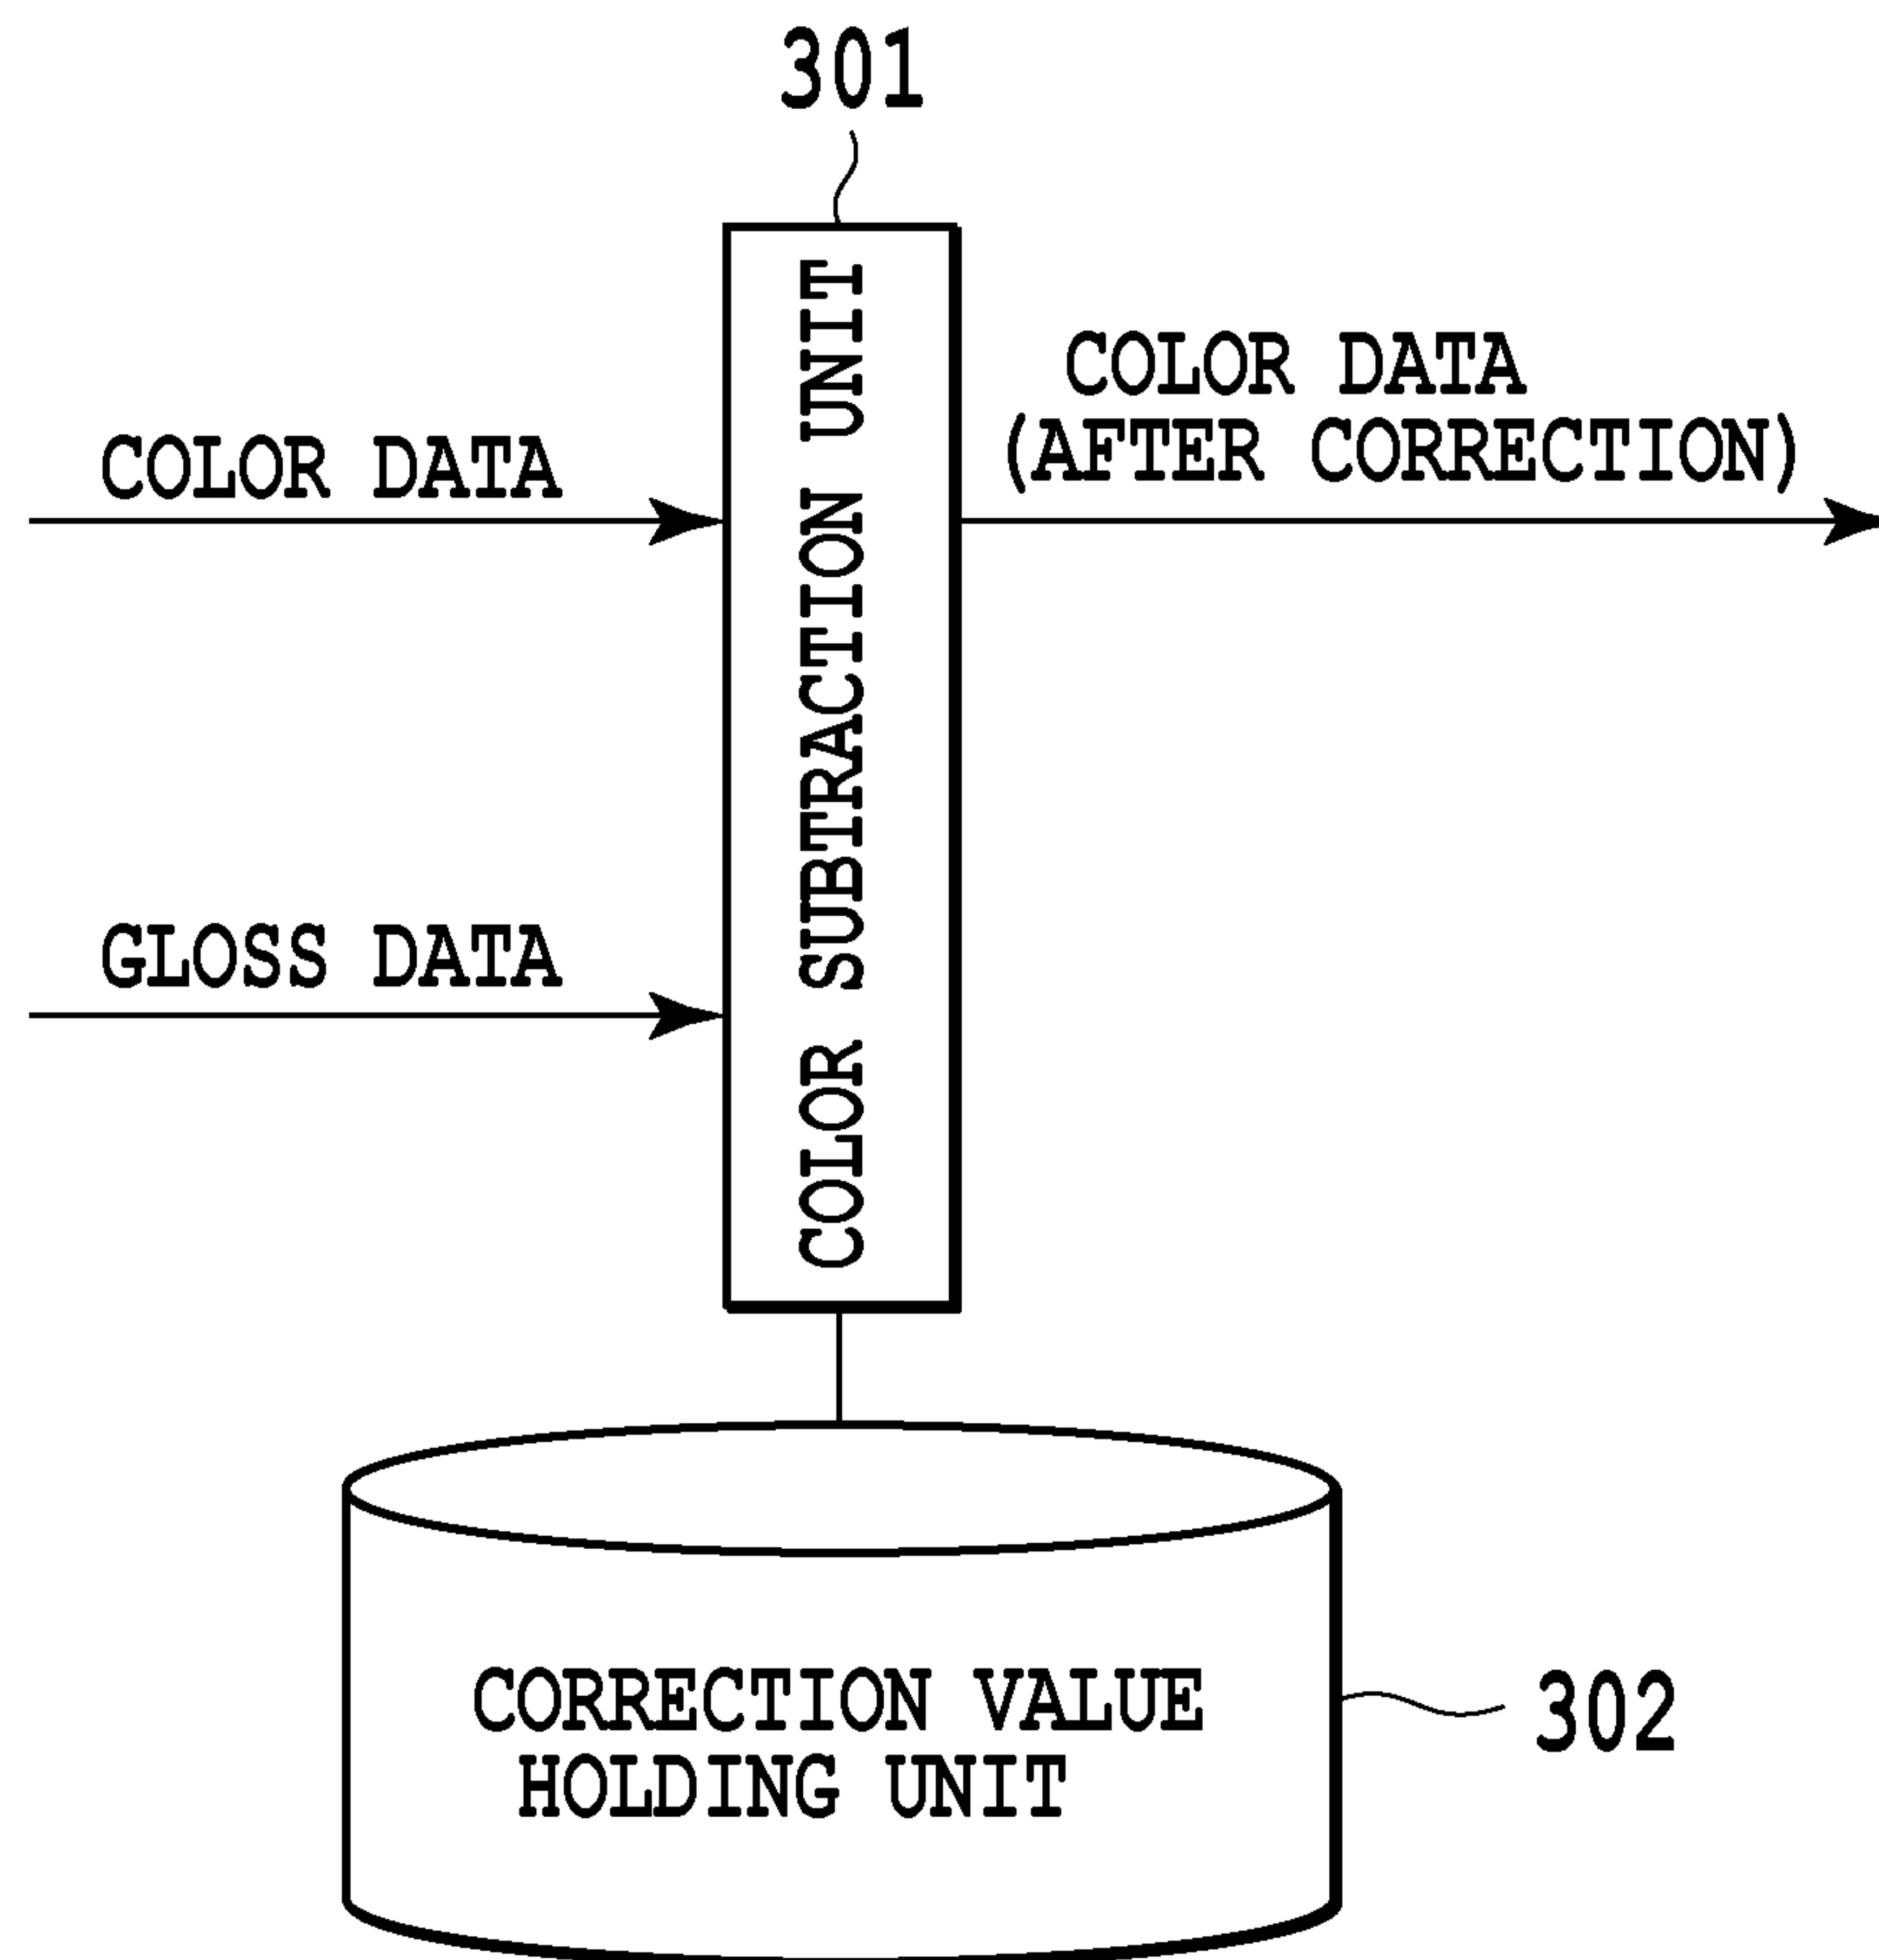 301
COLOR SUBTRACTION UNIT
COLOR DATA
COLOR DATA
(AFTER CORRECTION)
GLOSS DATA
CORRECTION VALUE
HOLDING UNIT
302